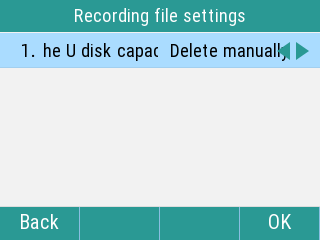 Recording file settings
1. he U disk capac Delete manually
Back OK